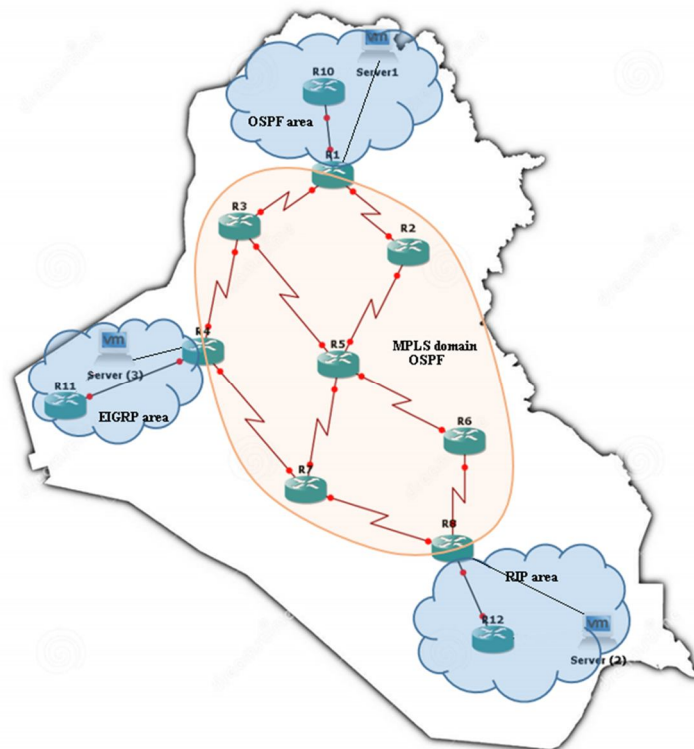 vm
Server1
R10
OSPF area
R1
R3
R2
MPLS domain
OSPF
R4
R5
vm
Server (3)
R11
EIGRP area
R6
R7
R8
RIP area
R12
vm
Server (2)